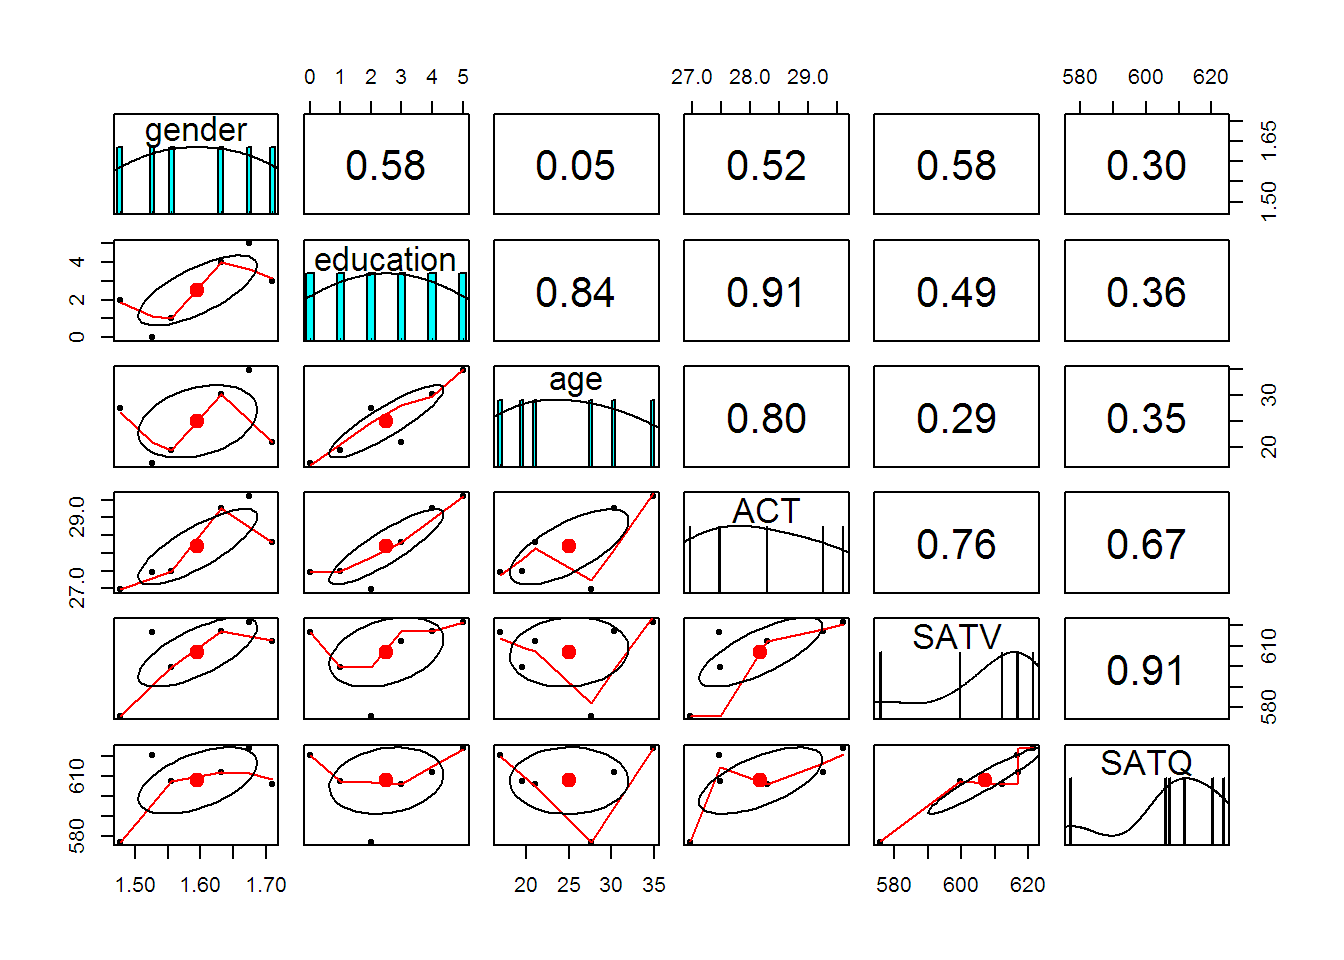 0 1 2 3 4 5 27.0 28.0 29.0 580 600 620
gender 0.58 0.05 0.52 0.58 0.30 1.50 1.65
0 2 4 education 0.84 0.91 0.49 0.36
age 0.80 0.29 0.35 20 30
27.0 29.0 ACT 0.76 0.67
SATV 0.91 580 610
580 610 SATQ
1.50 1.60 1.70 20 25 30 35 580 600 620